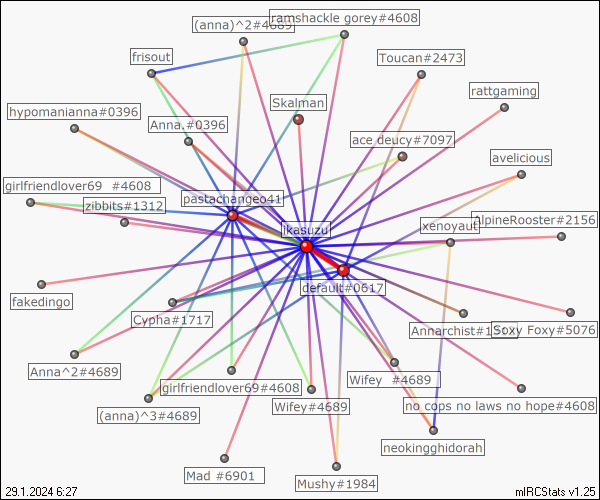 (anna)^2#4689
ramshackle gorey#4608
frisout
Toucan#2473
Skalman
rattgaming
hypomanianna#0396
Anna.#0396
ace deucy#7097
avelicious
girlfriendlover69 #4608
pastachangeo41
zibbits#1312
ikasuzu
xenoyaut
AlpineRooster#2156
default#0617
fakedingo
Cypha#1717
Annarchist#1
Soxy Foxy#5076
Anna^2#4689
girlfriendlover69#4608
Wifey #4689
(anna)^3#4689
Wifey#4689
no cops no laws no hope#4608
neokingghidorah
Mad #6901
Mushy#1984
29.1.2024 6:27
mIRCStats v1.25